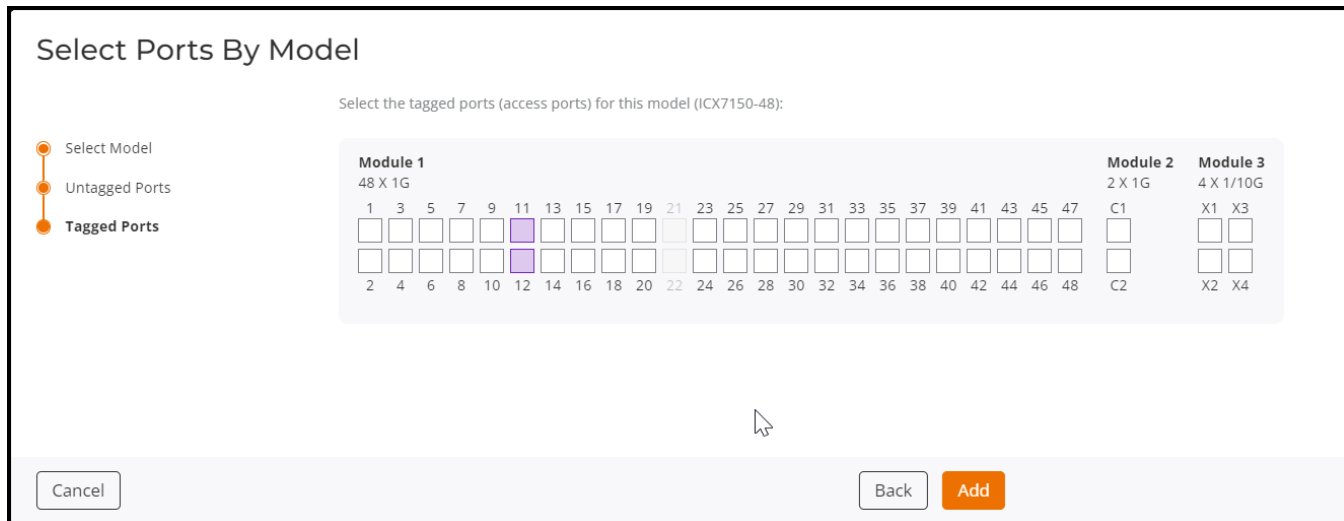 Select Ports By Model
Select the tagged ports (access ports) for this model (ICX7150-48):
Select Model
Untagged Ports
Tagged Ports
Module 1 Module 2 Module 3
48 X 1G 2 X 1G 4 X 1/10G
1 3 5 7 9 11 13 15 17 19 21 23 25 27 29 31 33 35 37 39 41 43 45 47 C1 X1 X3
2 4 6 8 10 12 14 16 18 20 22 24 26 28 30 32 34 36 38 40 42 44 46 48 C2 X2 X4
Cancel Back Add